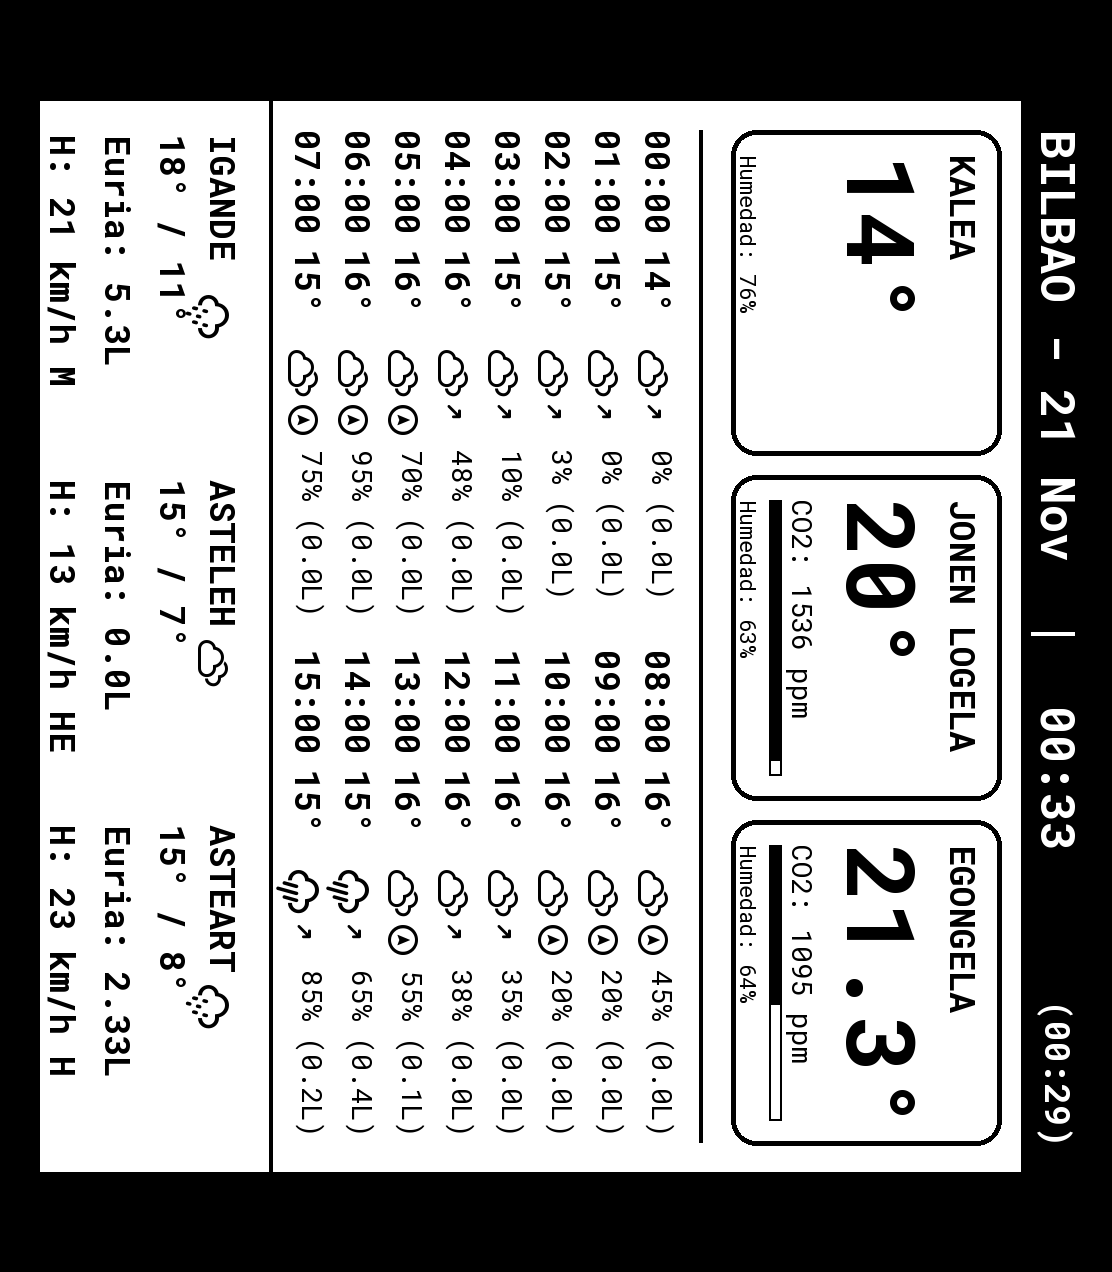 BILBAO - 21 Nov | 00:33 (00:29)
KALEA
14°
Humedad: 76%
JONEN LOGELA
20°
CO2: 1536 ppm
Humedad: 63%
EGONGELA
21.3°
CO2: 1095 ppm
Humedad: 64%
00:00 14° 0% (0.0L)
01:00 15° 0% (0.0L)
02:00 15° 3% (0.0L)
03:00 15° 10% (0.0L)
04:00 16° 48% (0.0L)
05:00 16° 70% (0.0L)
06:00 16° 95% (0.0L)
07:00 15° 75% (0.0L)
08:00 16° 45% (0.0L)
09:00 16° 20% (0.0L)
10:00 16° 20% (0.0L)
11:00 16° 35% (0.0L)
12:00 16° 38% (0.0L)
13:00 16° 55% (0.1L)
14:00 15° 65% (0.4L)
15:00 15° 85% (0.2L)
IGANDE
18° / 11°
Euria: 5.3L
H: 21 km/h M
ASTELEH
15° / 7°
Euria: 0.0L
H: 13 km/h HE
ASTEART
15° / 8°
Euria: 2.33L
H: 23 km/h H